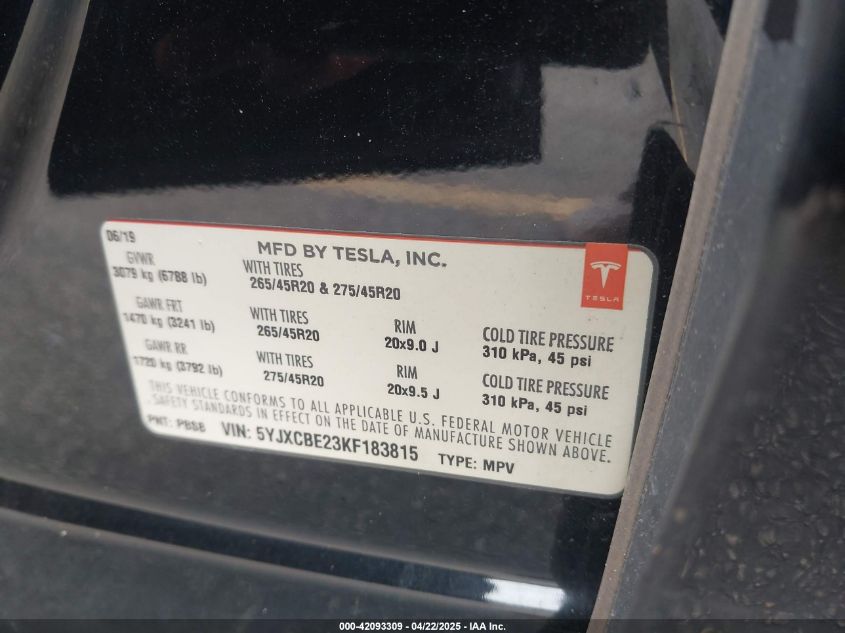 06/19
MFD BY TESLA, INC.
GVWR
3079 kg (6788 lb)
WITH TIRES
265/45R20 & 275/45R20
TESLA
GAWR FRT
1470 kg (3241 lb)
WITH TIRES
265/45R20
RIM
20x9.0 J
COLD TIRE PRESSURE
310 kPa, 45 psi
GAWR RR
1720 kg (3792 lb)
WITH TIRES
275/45R20
RIM
20x9.5 J
COLD TIRE PRESSURE
310 kPa, 45 psi
THIS VEHICLE CONFORMS TO ALL APPLICABLE U.S. FEDERAL MOTOR VEHICLE
SAFETY STANDARDS IN EFFECT ON THE DATE OF MANUFACTURE SHOWN ABOVE.
PMT: PBSB VIN: 5YJXCBE23KF183815 TYPE: MPV
000-42093309 - 04/22/2025 - IAA Inc.